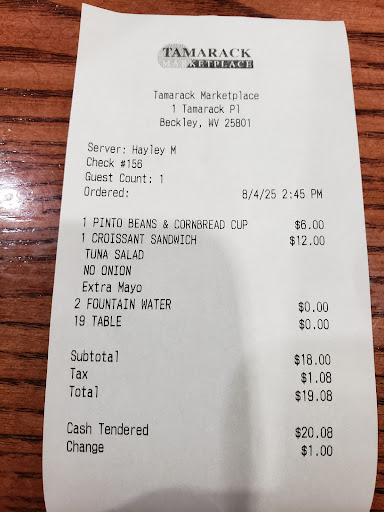 TAMARACK
MARKETPLACE
Tamarack Marketplace
1 Tamarack Pl
Beckley, WV 25801
Server: Hayley M
Check #156
Guest Count: 1
Ordered: 8/4/25 2:45 PM
1 PINTO BEANS & CORNBREAD CUP $6.00
1 CROISSANT SANDWICH $12.00
TUNA SALAD
NO ONION
Extra Mayo
2 FOUNTAIN WATER $0.00
19 TABLE $0.00
Subtotal $18.00
Tax $1.08
Total $19.08
Cash Tendered $20.08
Change $1.00